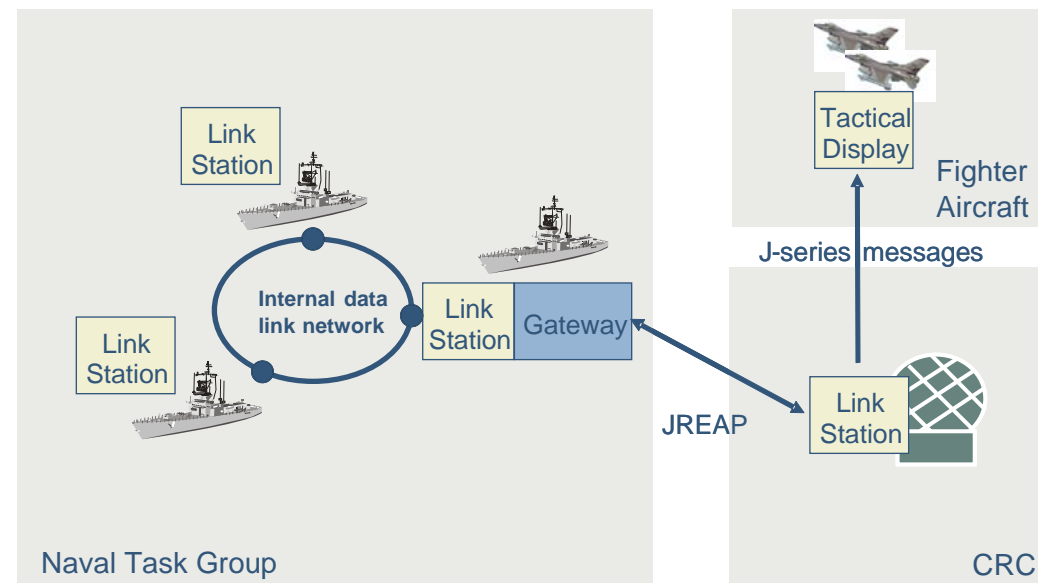 Link
Station
Internal data
link network
Link
Station
Gateway
Link
Station
Naval Task Group
JREAP
Tactical
Display
Fighter
Aircraft
J-series messages
Link
Station
CRC